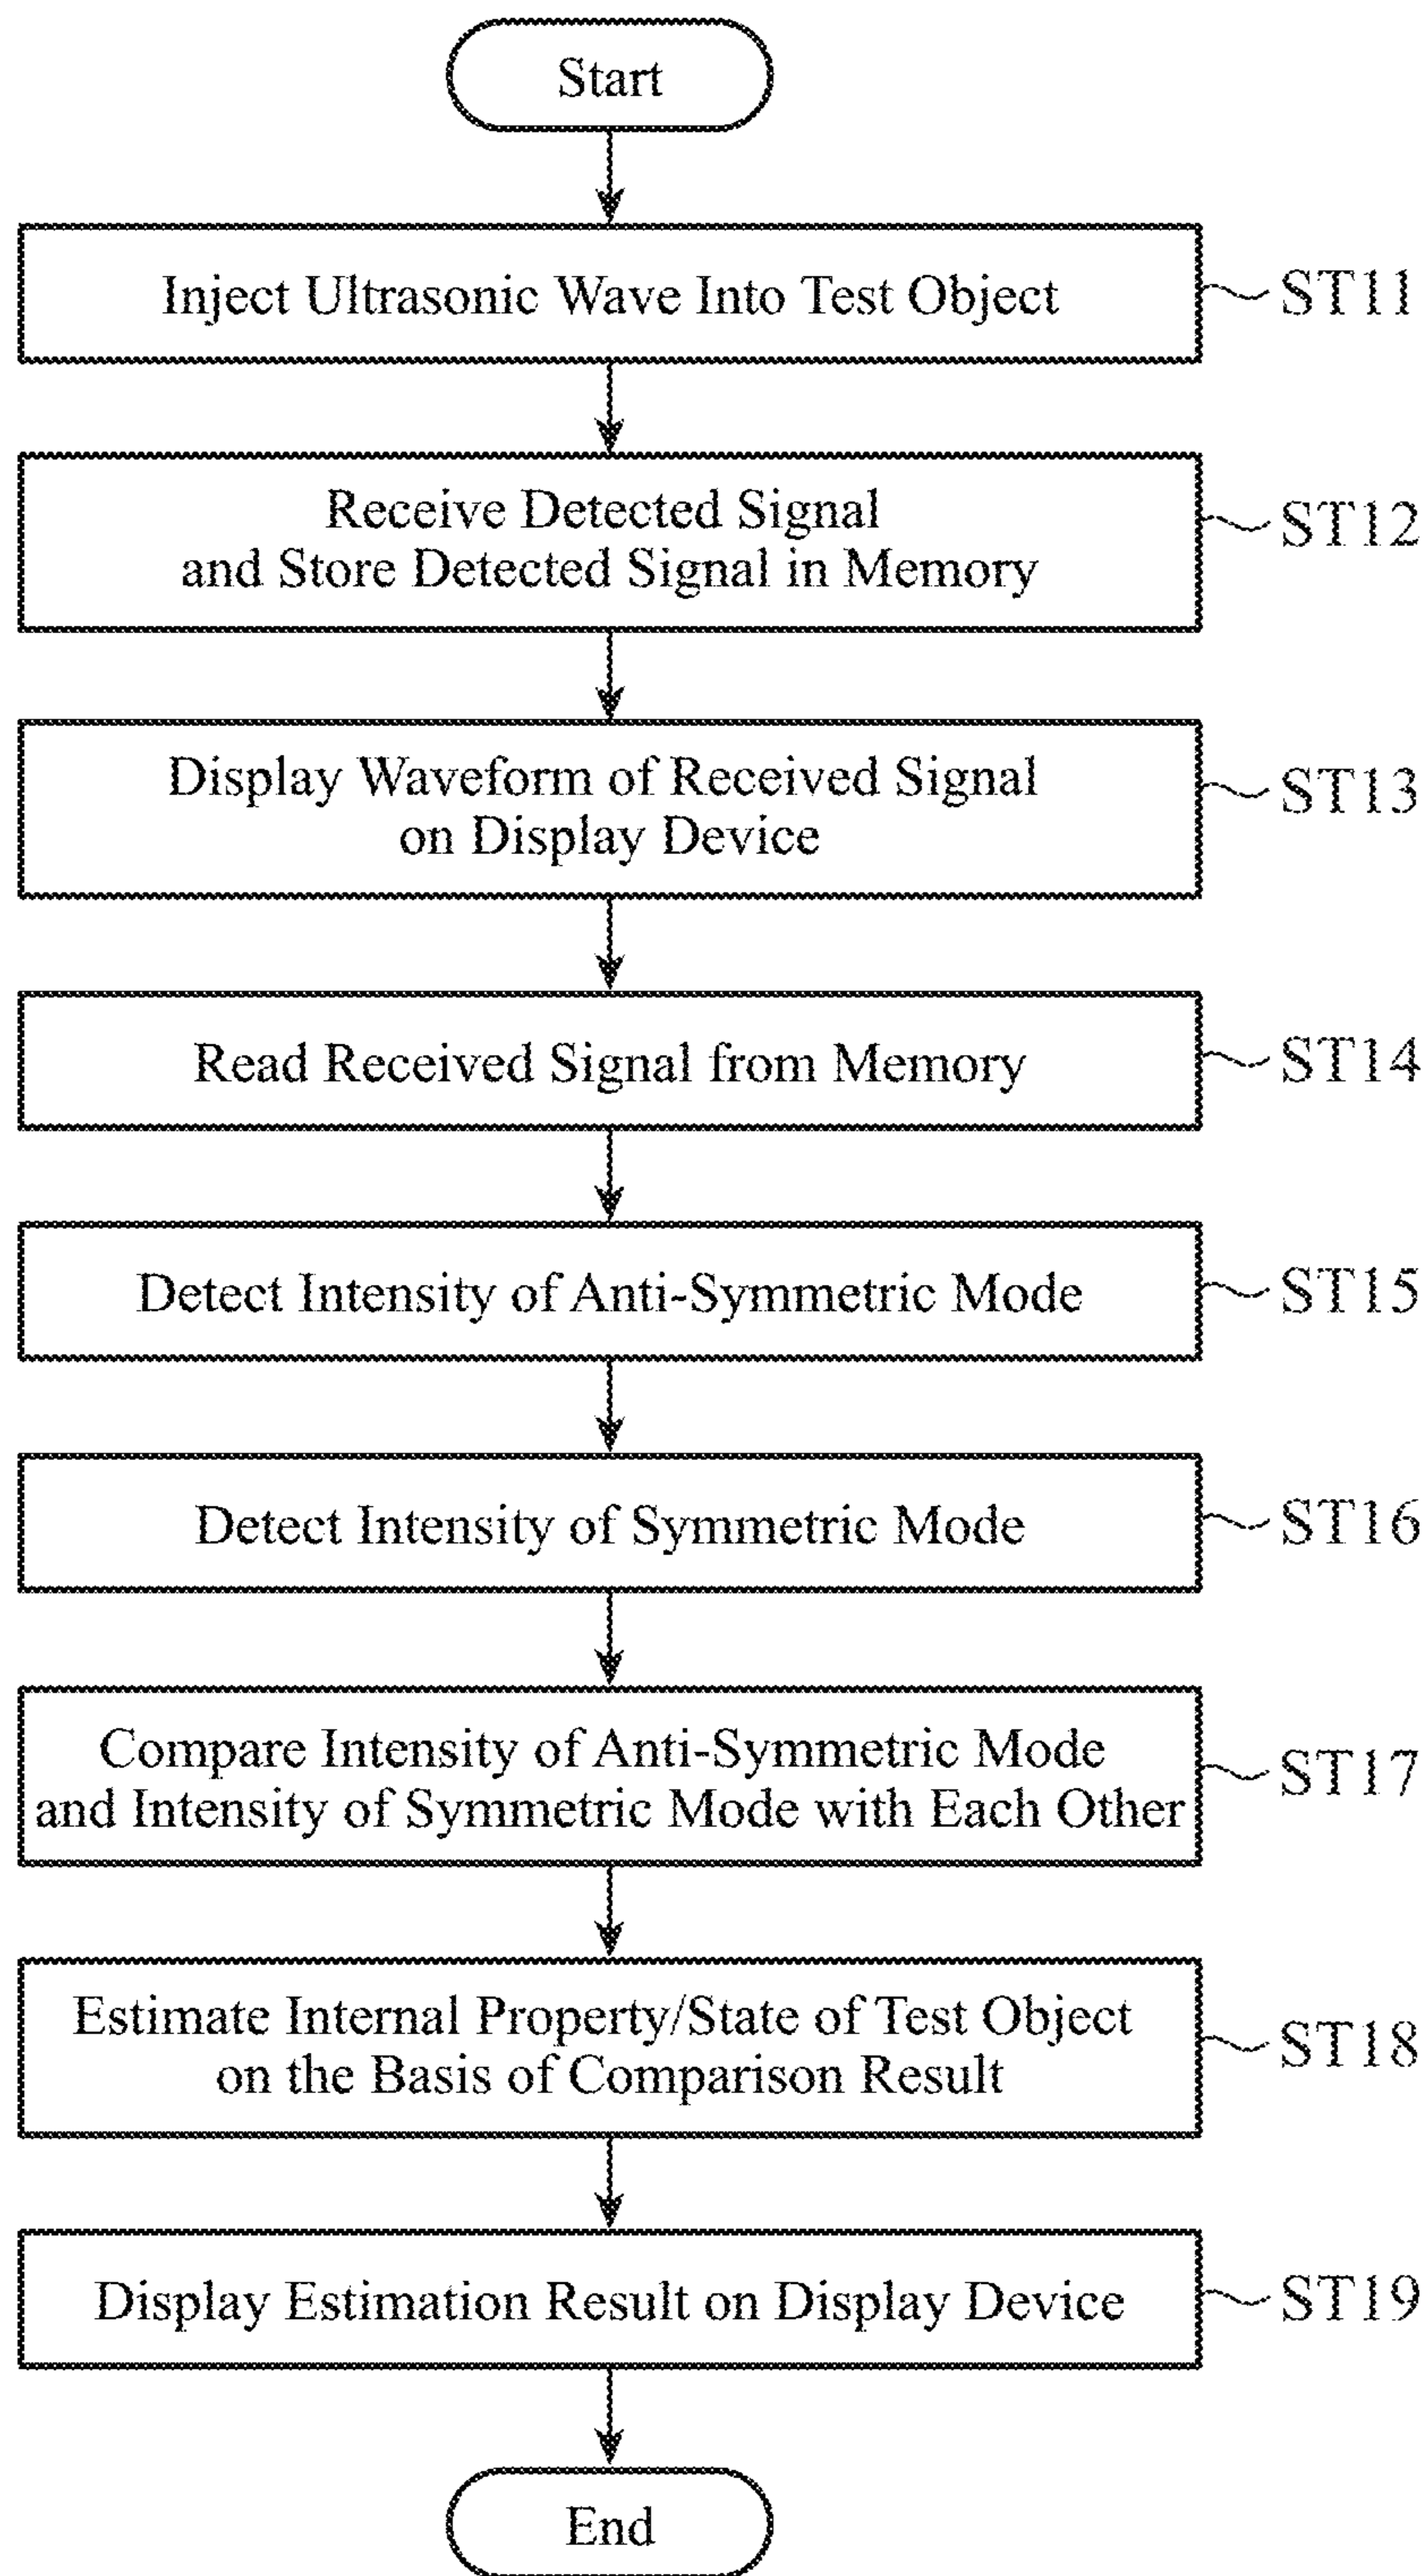 Start
Inject Ultrasonic Wave Into Test Object
ST11
Receive Detected Signal
and Store Detected Signal in Memory
ST12
Display Waveform of Received Signal
on Display Device
ST13
Read Received Signal from Memory
ST14
Detect Intensity of Anti-Symmetric Mode
ST15
Detect Intensity of Symmetric Mode
ST16
Compare Intensity of Anti-Symmetric Mode
and Intensity of Symmetric Mode with Each Other
ST17
Estimate Internal Property/State of Test Object
on the Basis of Comparison Result
ST18
Display Estimation Result on Display Device
ST19
End